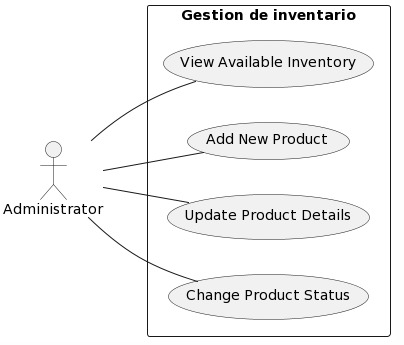 Gestion de inventario
View Available Inventory
Add New Product
Administrator
Update Product Details
Change Product Status